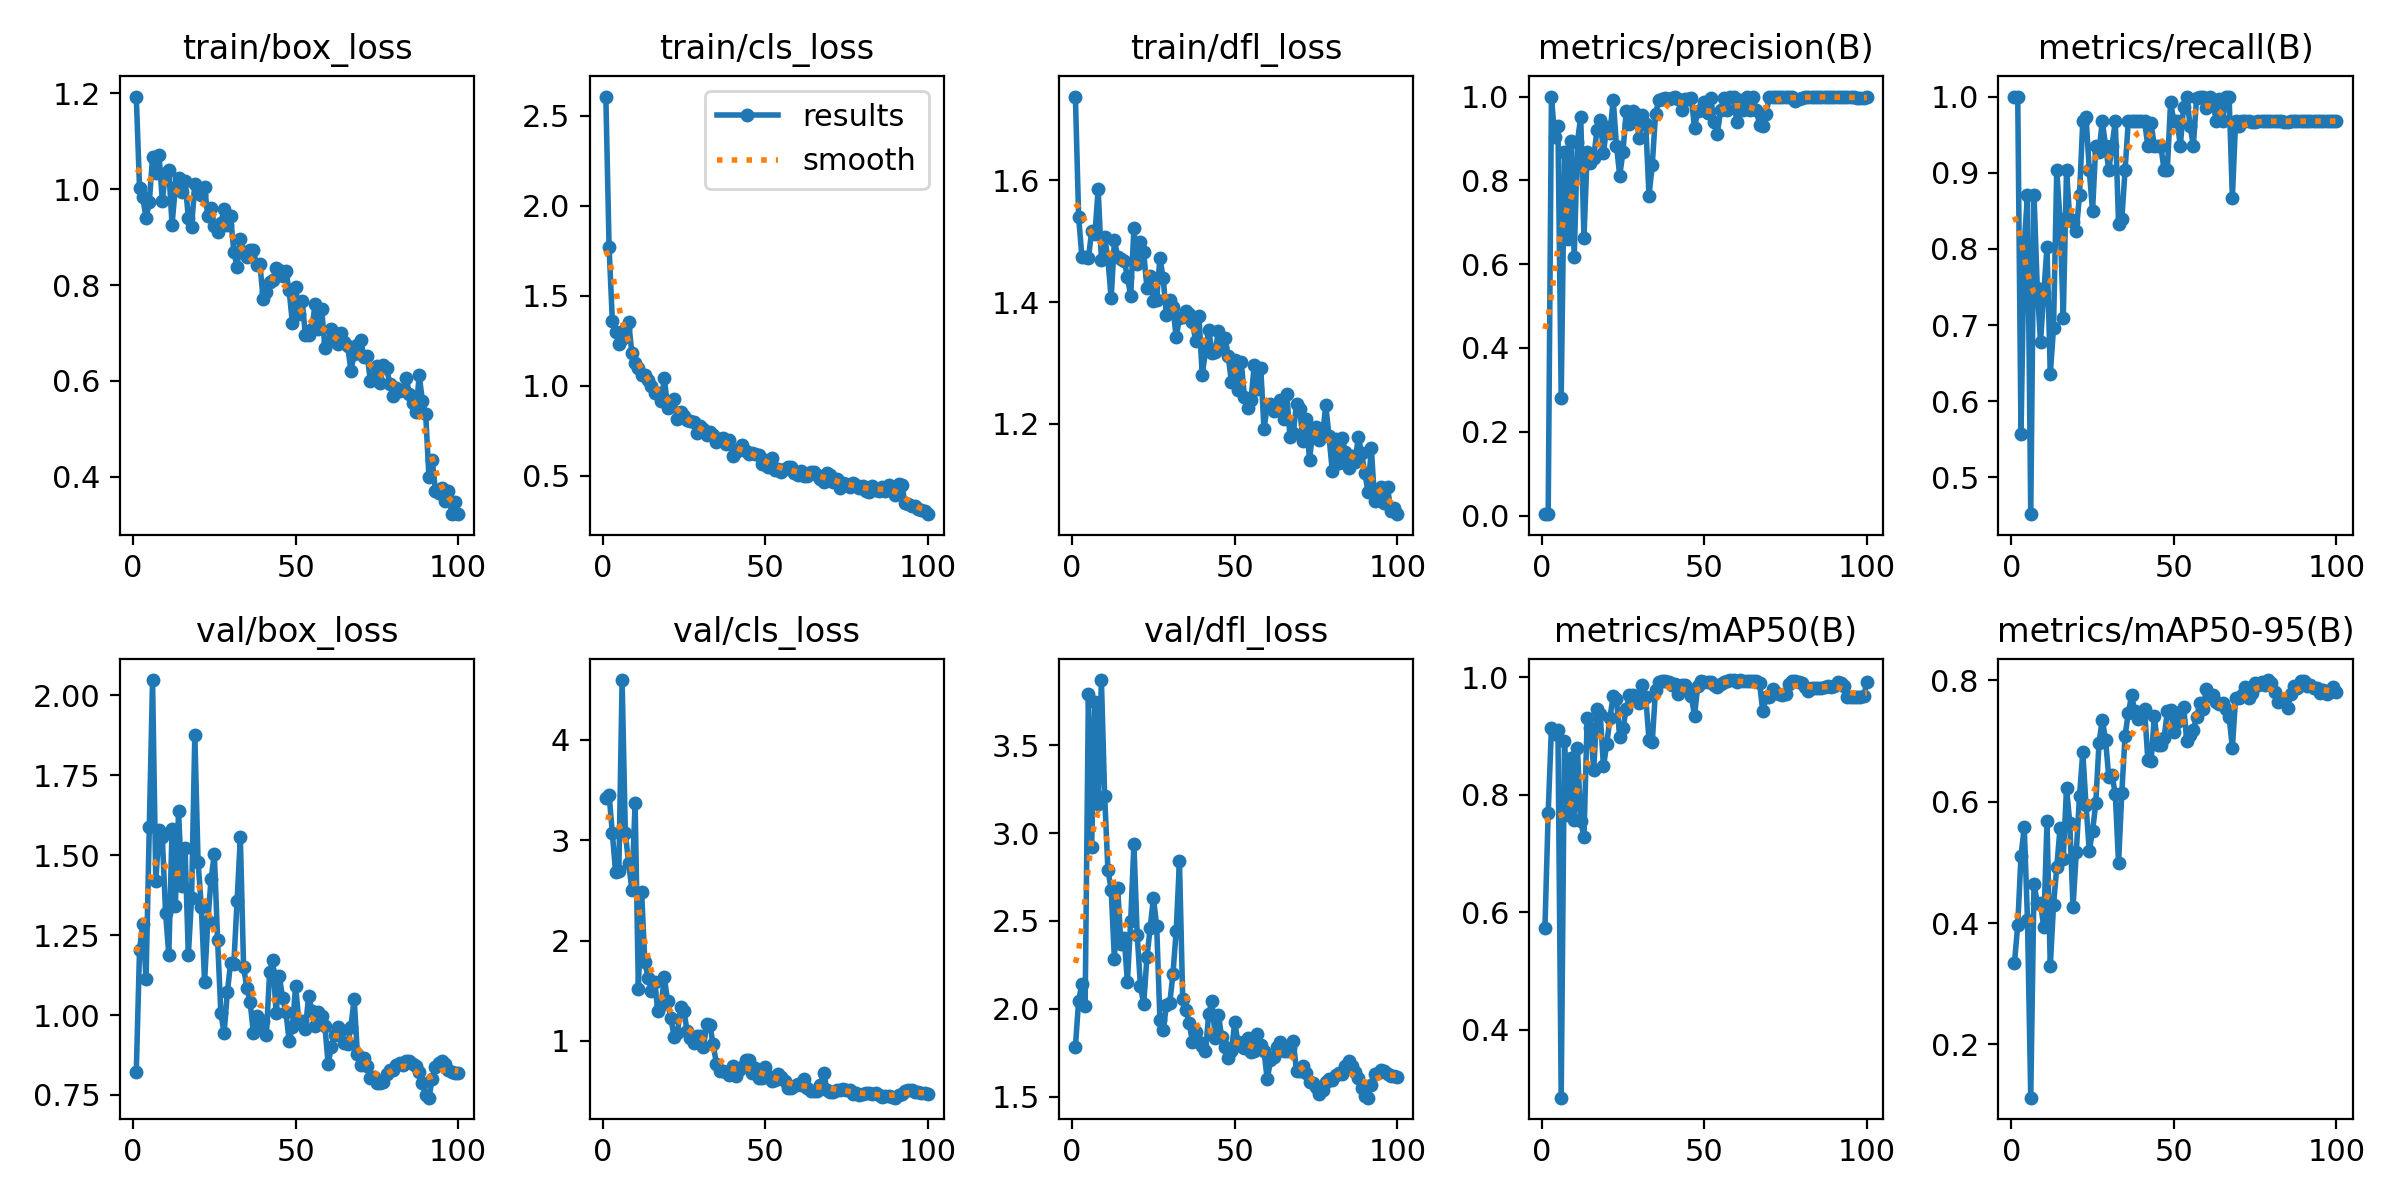 train/box_loss
1.2
1.0
0.8
0.6
0.4
0 50 100
train/cls_loss
results
smooth
2.5
2.0
1.5
1.0
0.5
0 50 100
train/dfl_loss
1.6
1.4
1.2
0 50 100
metrics/precision(B)
1.0
0.8
0.6
0.4
0.2
0.0
0 50 100
metrics/recall(B)
1.0
0.9
0.8
0.7
0.6
0.5
0 50 100
val/box_loss
2.00
1.75
1.50
1.25
1.00
0.75
0 50 100
val/cls_loss
4
3
2
1
0 50 100
val/dfl_loss
3.5
3.0
2.5
2.0
1.5
0 50 100
metrics/mAP50(B)
1.0
0.8
0.6
0.4
0 50 100
metrics/mAP50-95(B)
0.8
0.6
0.4
0.2
0 50 100